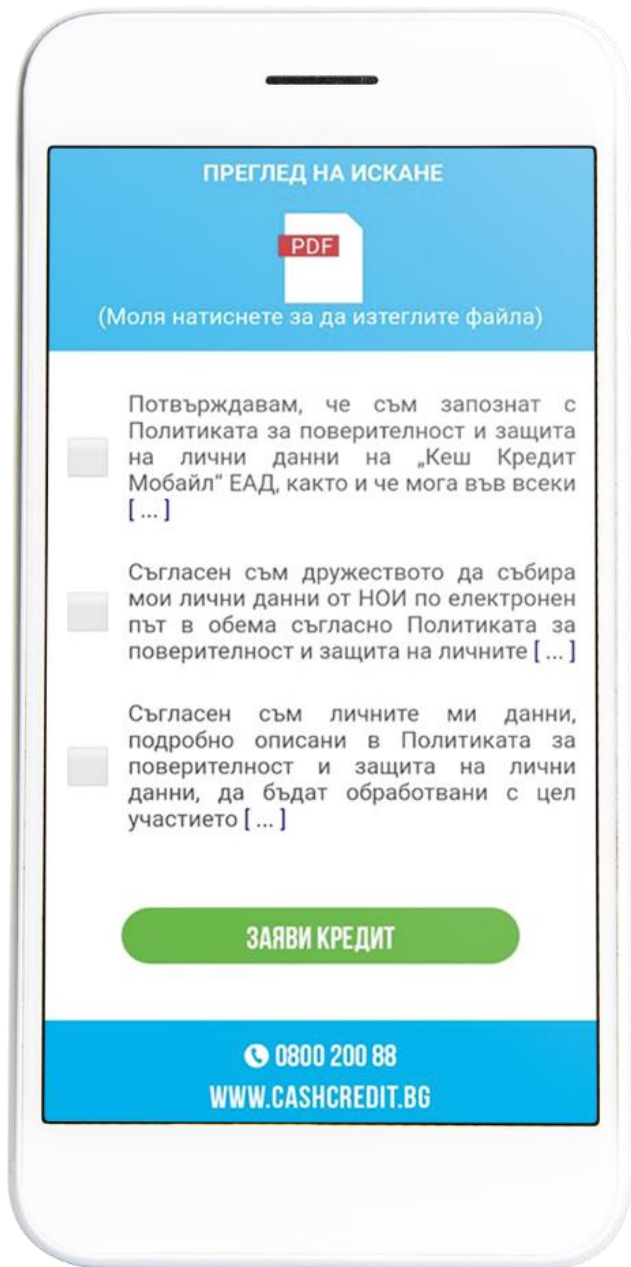 ПРЕГЛЕД НА ИСКАНЕ
PDF
(Моля натиснете за да изтеглите файла)
Потвърждавам, че съм запознат с
Политиката за поверителност и защита
на лични данни на „Кеш Кредит
Мобайл“ ЕАД, както и че мога във всеки
[ ... ]
Съгласен съм дружеството да събира
мои лични данни от НОИ по електронен
път в обема съгласно Политиката за
поверителност и защита на личните [ ... ]
Съгласен съм личните ми данни,
подробно описани в Политиката за
поверителност и защита на лични
данни, да бъдат обработвани с цел
участието [ ... ]
ЗАЯВИ КРЕДИТ
0800 200 88
WWW.CASHCREDIT.BG